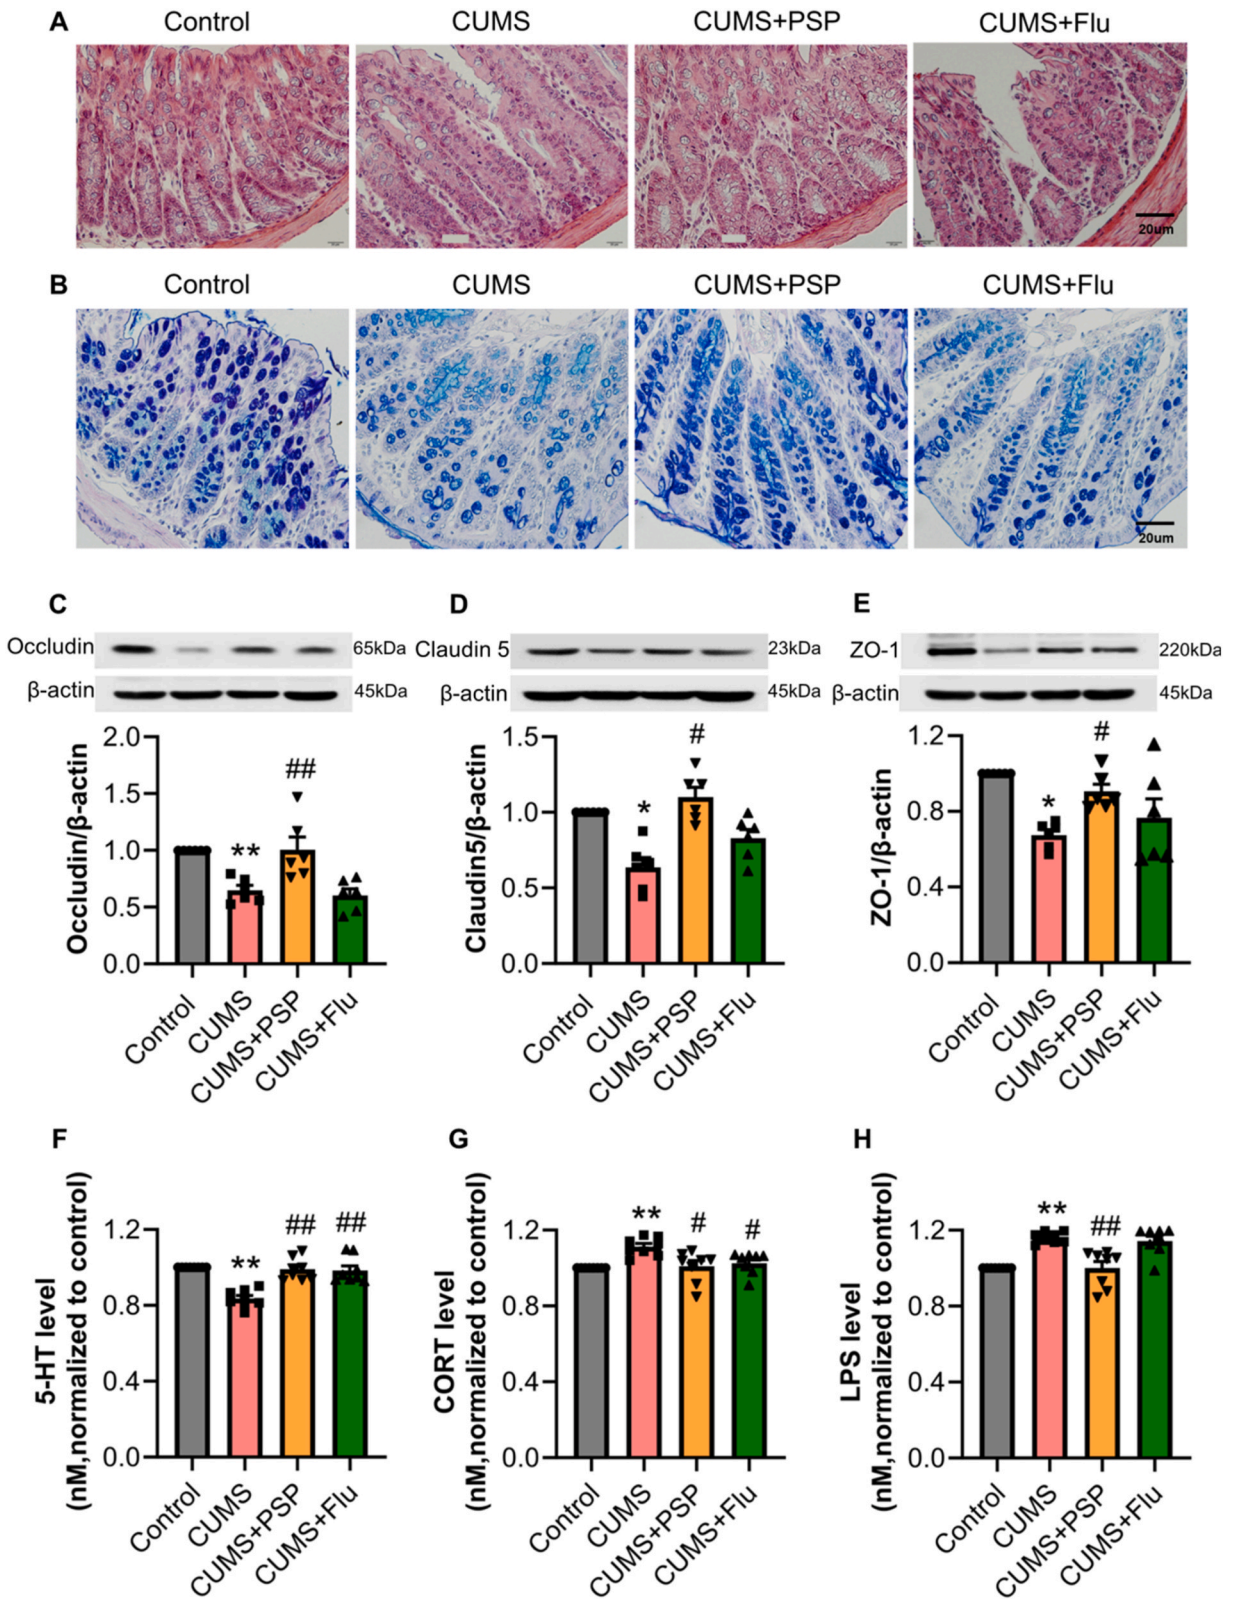 A Control CUMS CUMS+PSP CUMS+Flu
20um
B Control CUMS CUMS+PSP CUMS+Flu
20um
C D E
Occludin 65kDa Claudin 5 23kDa ZO-1 220kDa
β-actin 45kDa β-actin 45kDa β-actin 45kDa
Occludin/β-actin
2.0
1.5
1.0
0.5
0.0
**
##
Control
CUMS
CUMS+PSP
CUMS+Flu
Claudin5/β-actin
1.5
1.0
0.5
0.0
*
#
Control
CUMS
CUMS+PSP
CUMS+Flu
ZO-1/β-actin
1.2
0.8
0.4
0.0
*
#
Control
CUMS
CUMS+PSP
CUMS+Flu
F G H
5-HT level
(nM,normalized to control)
1.2
0.8
0.4
0.0
**
##
##
Control
CUMS
CUMS+PSP
CUMS+Flu
CORT level
(nM,normalized to control)
1.2
0.8
0.4
0.0
**
#
#
Control
CUMS
CUMS+PSP
CUMS+Flu
LPS level
(nM,normalized to control)
1.2
0.8
0.4
0.0
**
##
Control
CUMS
CUMS+PSP
CUMS+Flu